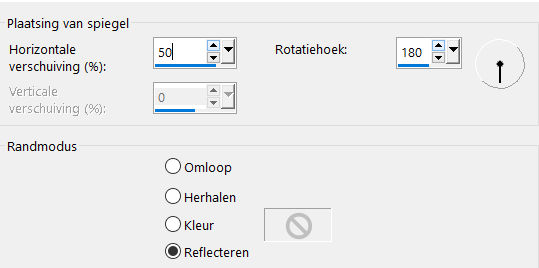 Plaatsing van spiegel
Horizontale verschuiving (%): 50 Rotatiehoek: 180
Verticale verschuiving (%): 0
Randmodus
Omloop
Herhalen
Kleur
Reflecteren